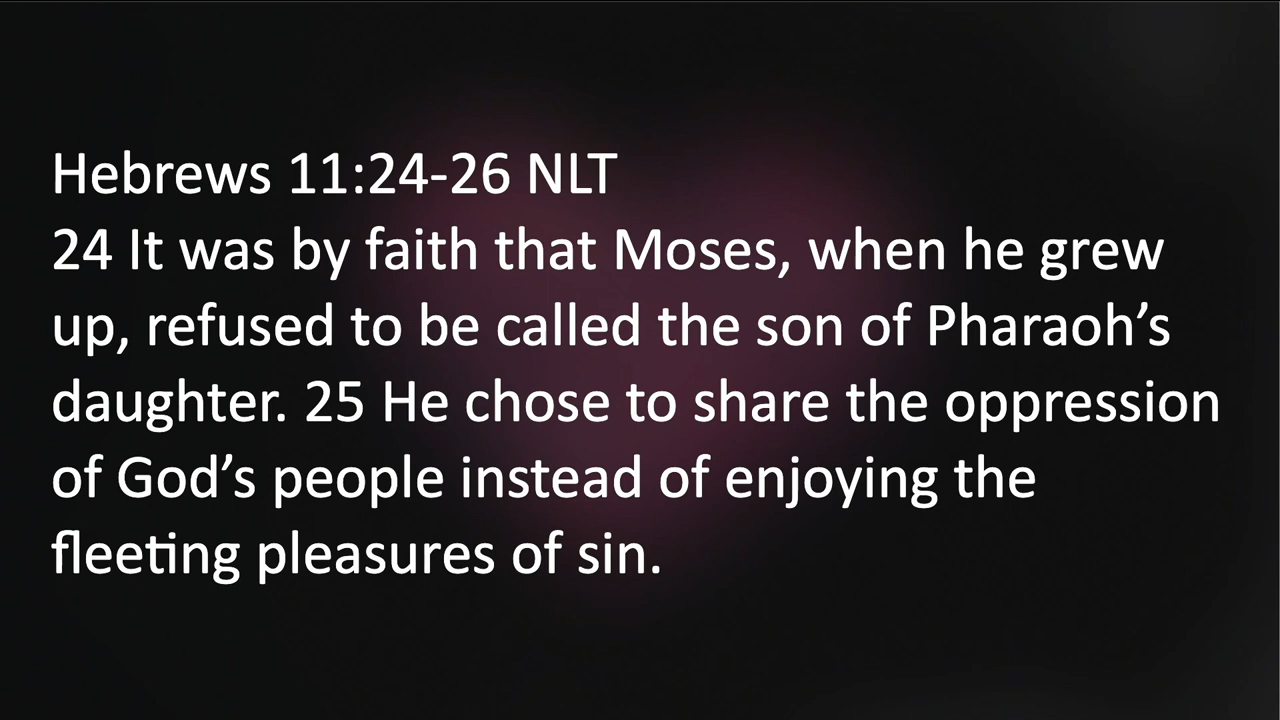 Hebrews 11:24-26 NLT
24 It was by faith that Moses, when he grew
up, refused to be called the son of Pharaoh’s
daughter. 25 He chose to share the oppression
of God’s people instead of enjoying the
fleeting pleasures of sin.